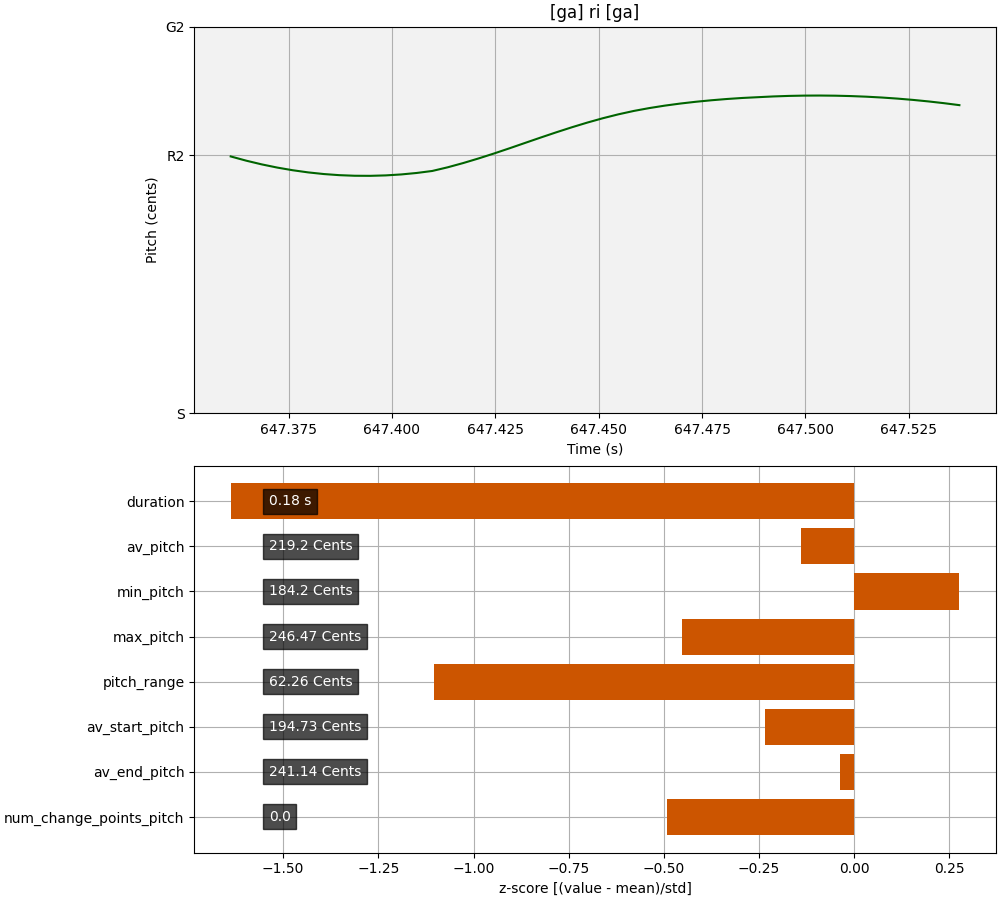 [ga] ri [ga]
G2
R2
S
Pitch (cents)
647.375 647.400 647.425 647.450 647.475 647.500 647.525
Time (s)
duration 0.18 s
av_pitch 219.2 Cents
min_pitch 184.2 Cents
max_pitch 246.47 Cents
pitch_range 62.26 Cents
av_start_pitch 194.73 Cents
av_end_pitch 241.14 Cents
num_change_points_pitch 0.0
−1.50 −1.25 −1.00 −0.75 −0.50 −0.25 0.00 0.25
z-score [(value - mean)/std]